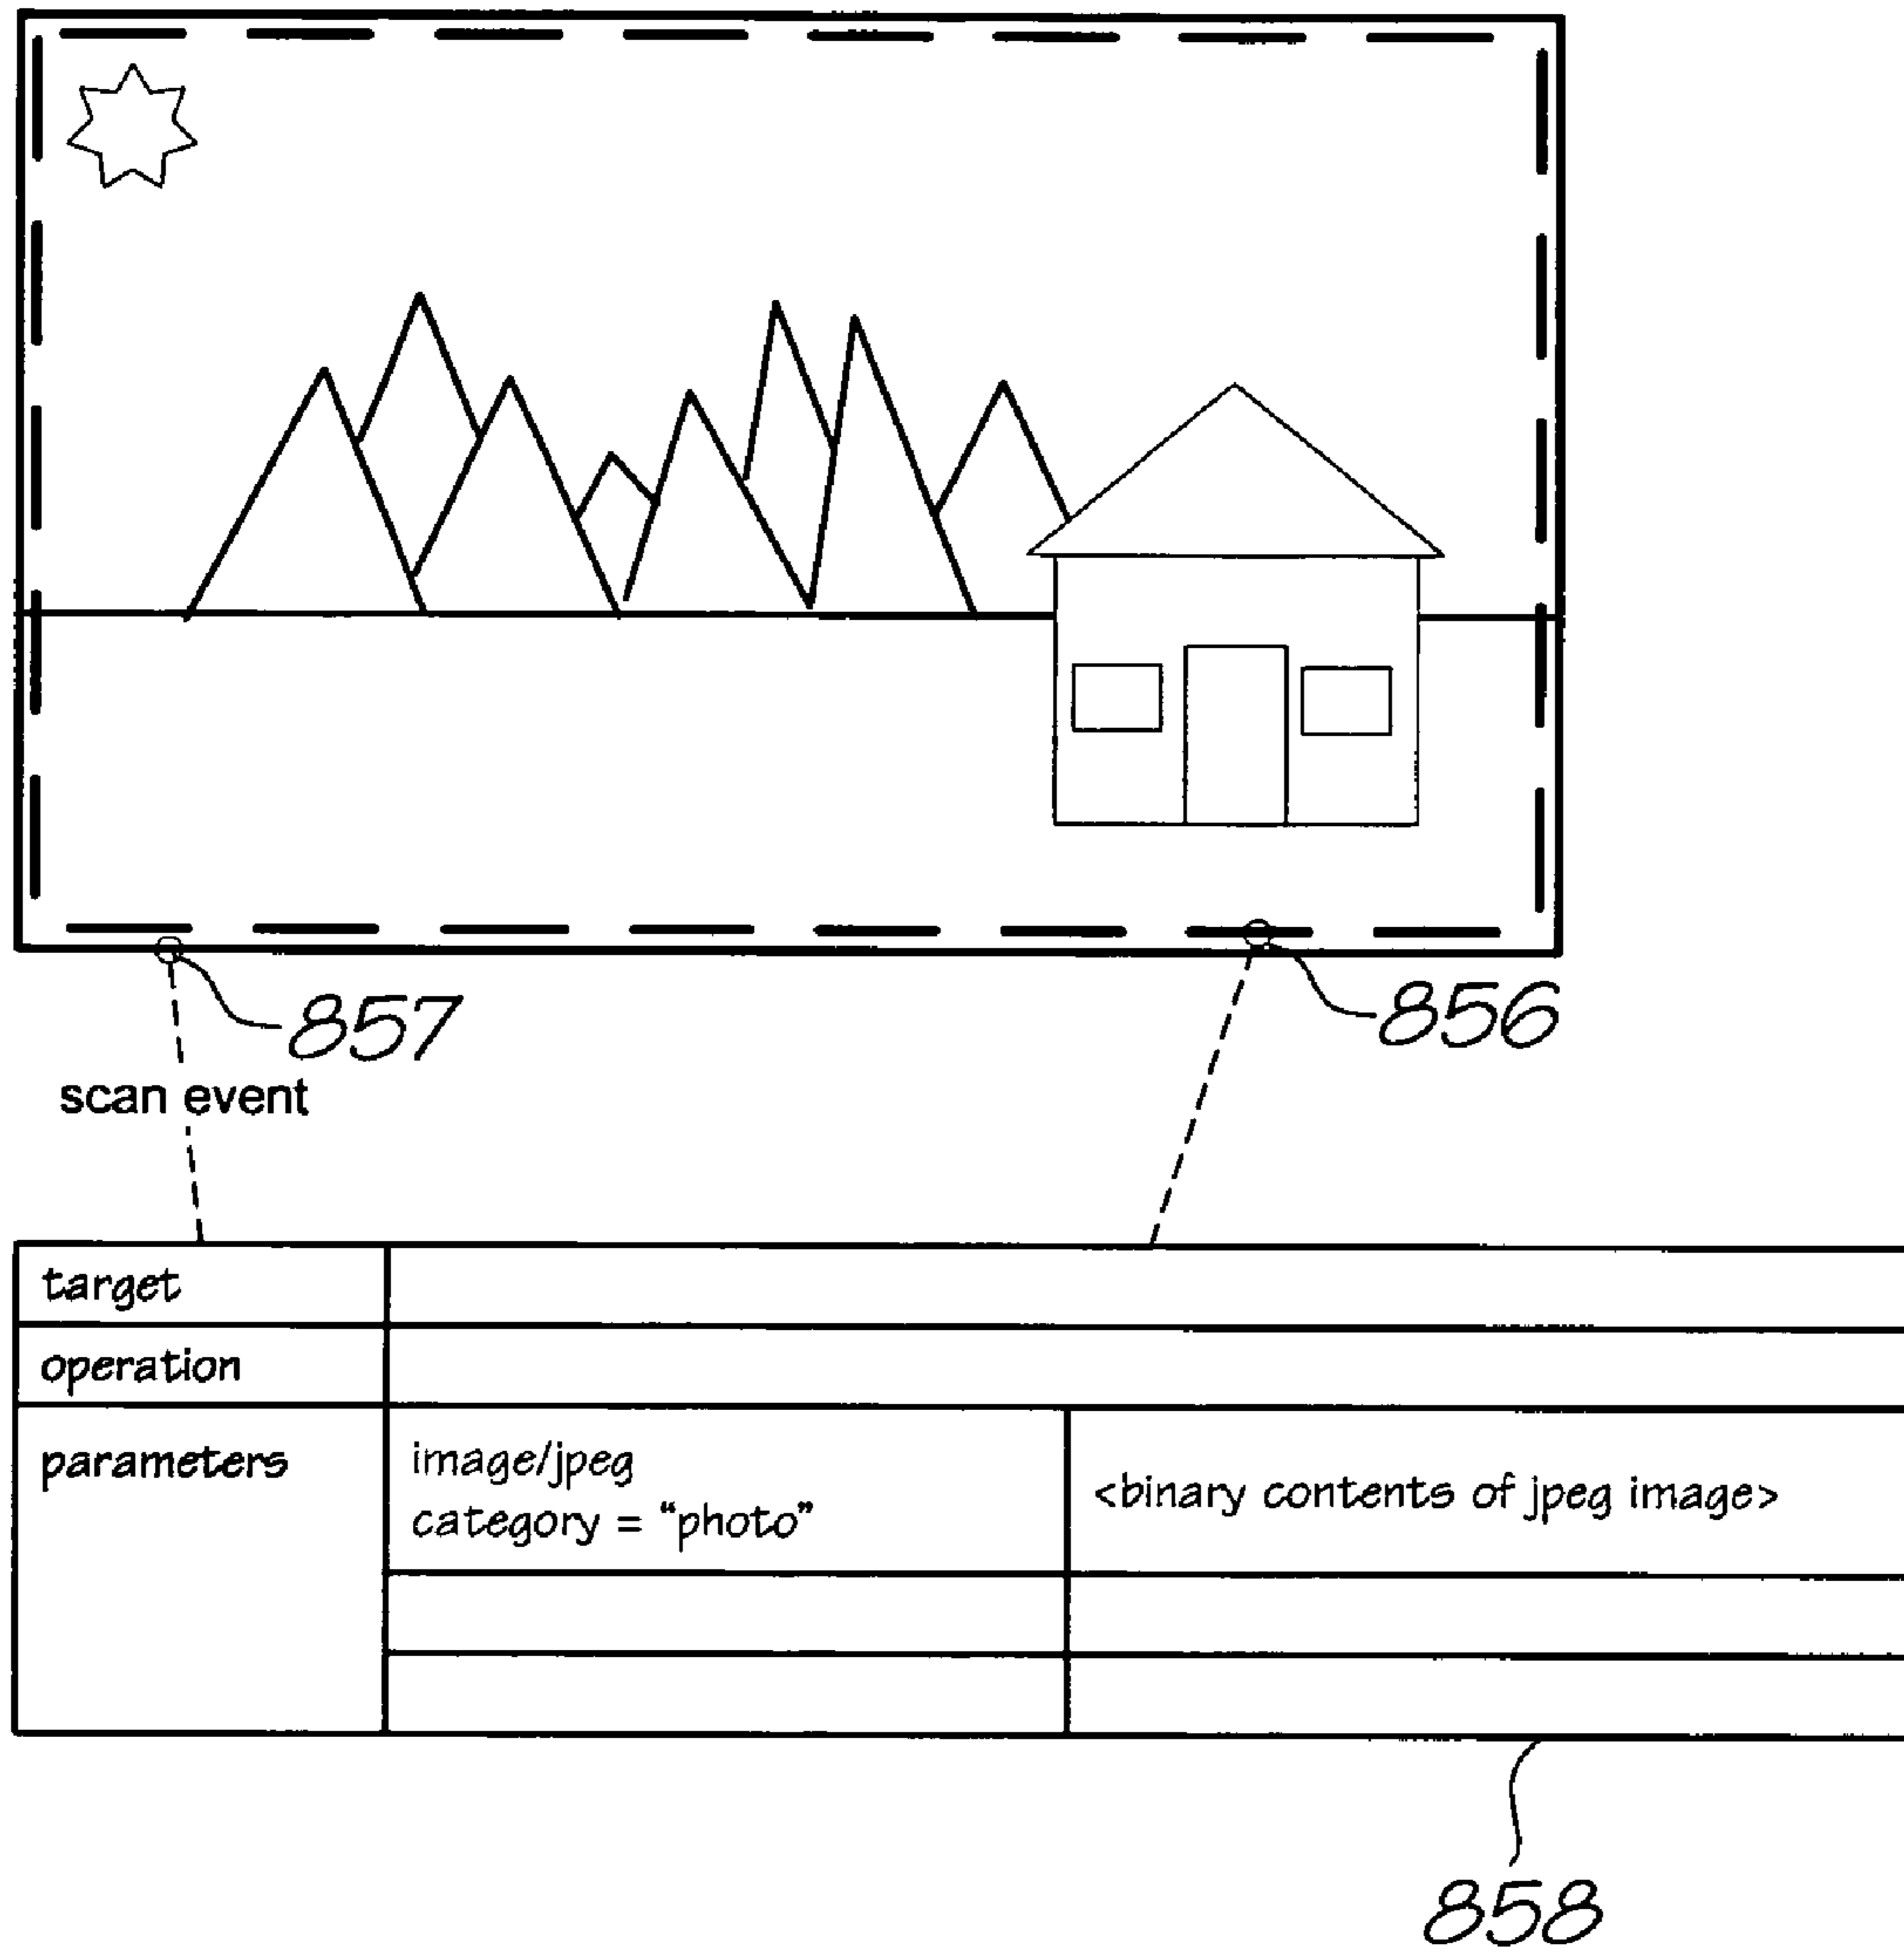 857
856
scan event
target
operation
parameters
image/jpeg
category = “photo”
<binary contents of jpeg image>
858